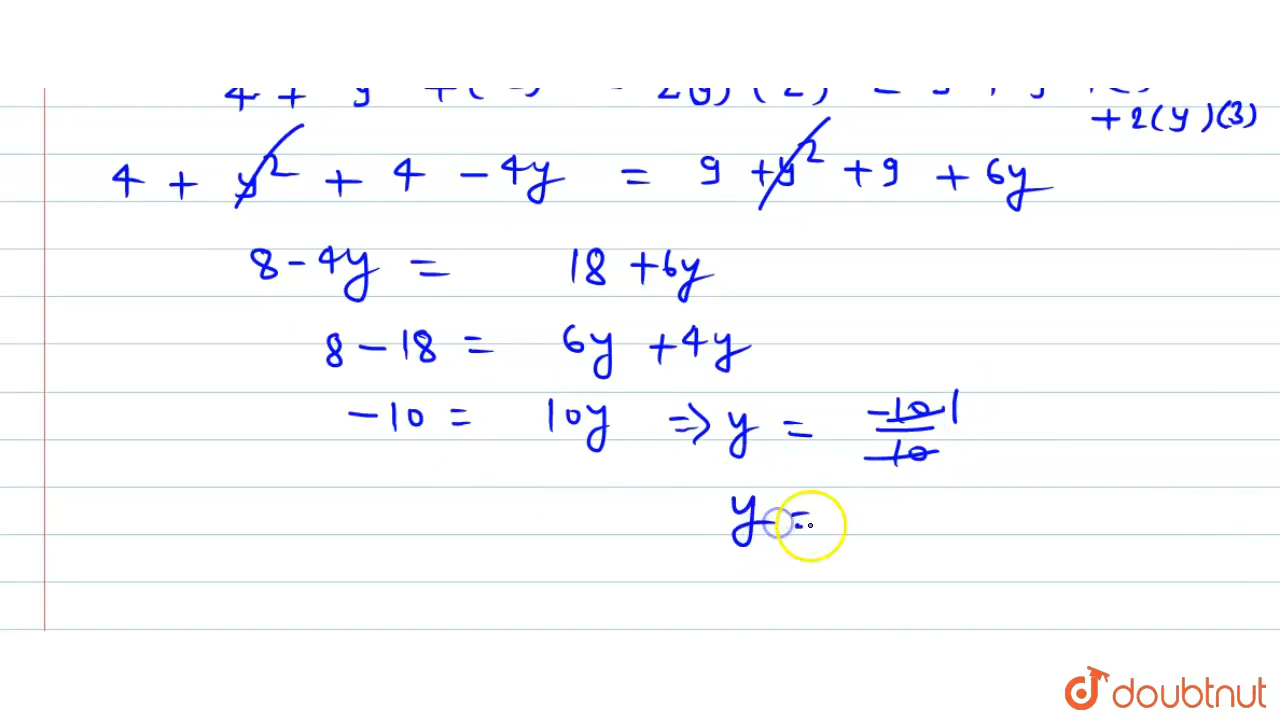 + 2(y)(3)
4 + y² + 4 - 4y = 9 + y² + 9 + 6y
8 - 4y = 18 + 6y
8 - 18 = 6y + 4y
-10 = 10y ⇒ y = -10/10 1
y =
doubtnut